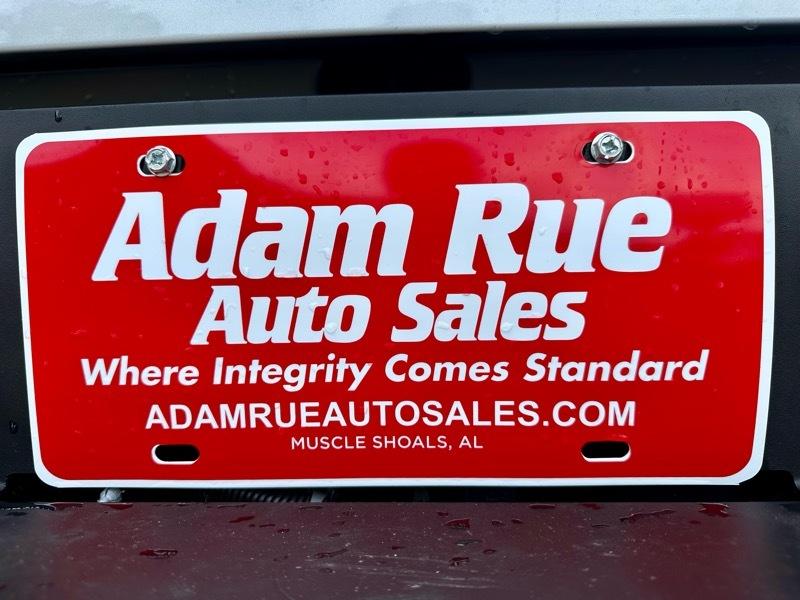 Adam Rue
Auto Sales
Where Integrity Comes Standard
ADAMRUEAUTOSALES.COM
MUSCLE SHOALS, AL